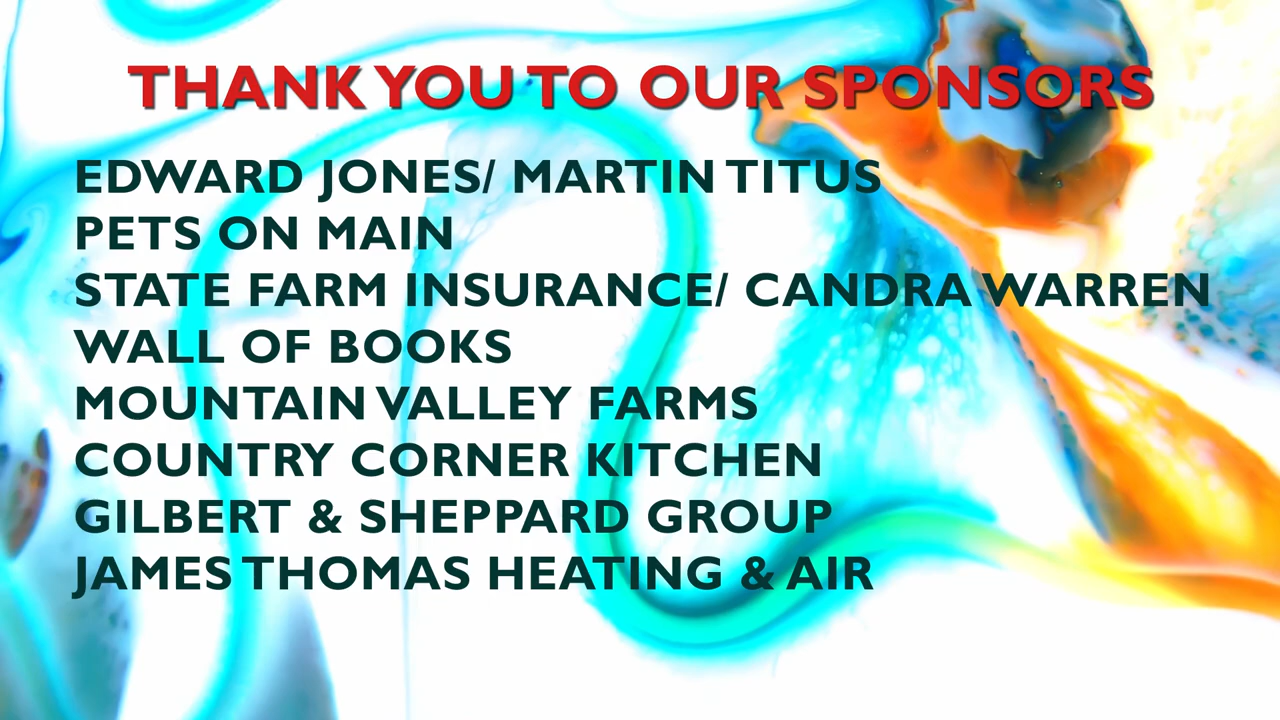 THANK YOU TO OUR SPONSORS
EDWARD JONES/ MARTIN TITUS
PETS ON MAIN
STATE FARM INSURANCE/ CANDRA WARREN
WALL OF BOOKS
MOUNTAIN VALLEY FARMS
COUNTRY CORNER KITCHEN
GILBERT & SHEPPARD GROUP
JAMES THOMAS HEATING & AIR